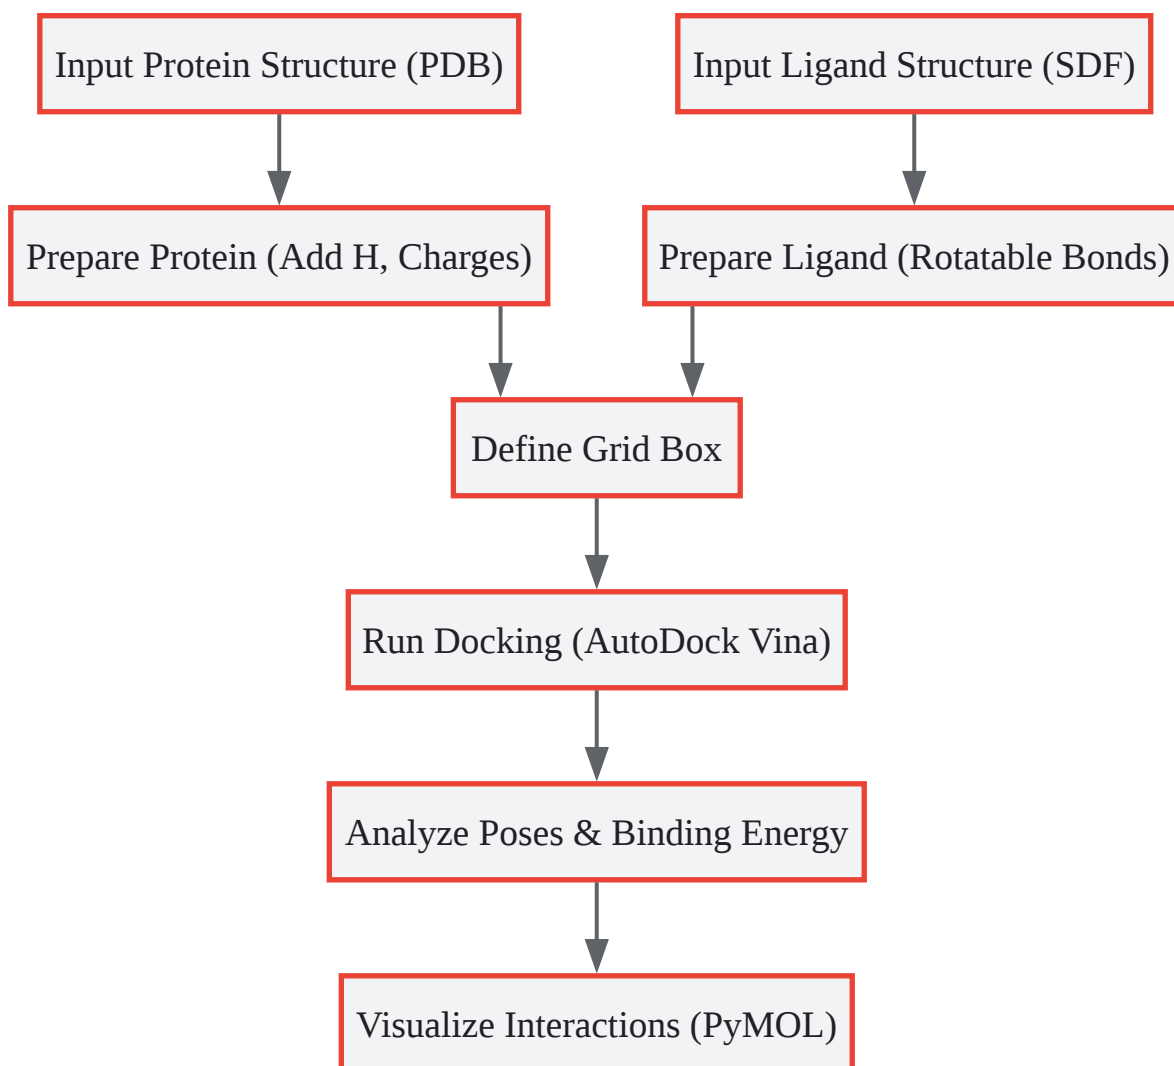 Input Protein Structure (PDB)
Input Ligand Structure (SDF)
Prepare Protein (Add H, Charges)
Prepare Ligand (Rotatable Bonds)
Define Grid Box
Run Docking (AutoDock Vina)
Analyze Poses & Binding Energy
Visualize Interactions (PyMOL)